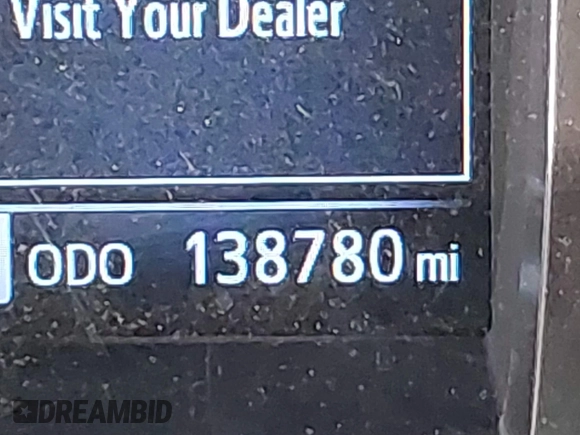 Visit Your Dealer
ODO 138780 mi
DREAMBID